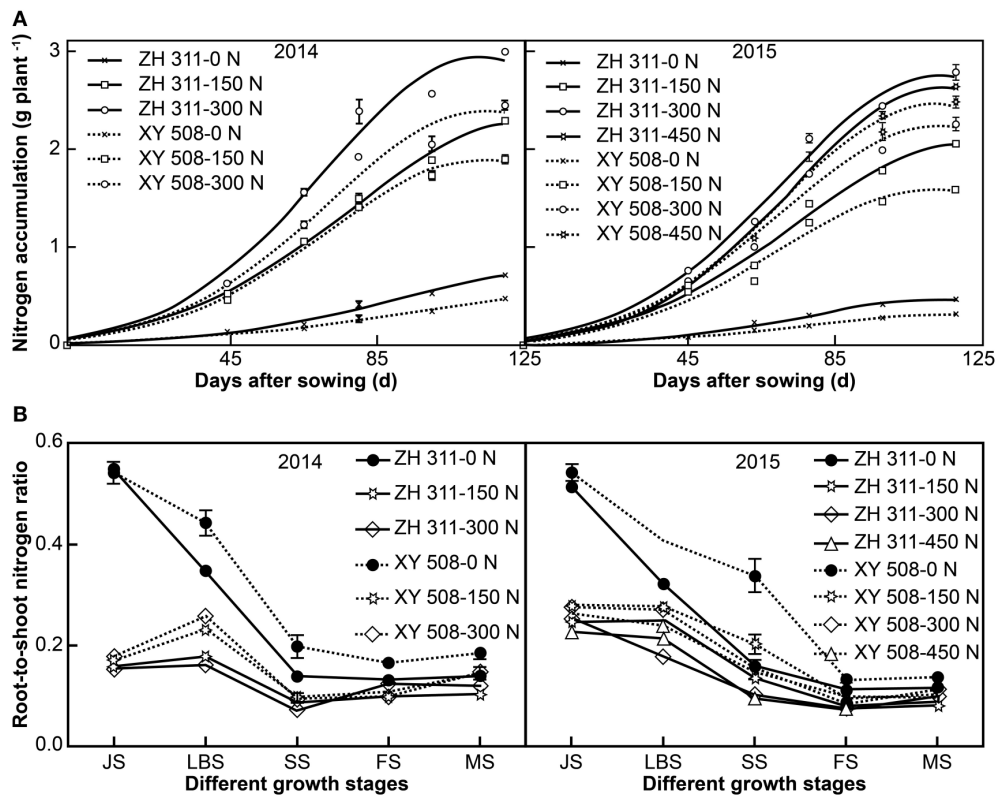 A
Nitrogen accumulation (g plant ⁻¹)
3
2
1
0
2014
ZH 311-0 N
ZH 311-150 N
ZH 311-300 N
XY 508-0 N
XY 508-150 N
XY 508-300 N
45
85
125
Days after sowing (d)
2015
ZH 311-0 N
ZH 311-150 N
ZH 311-300 N
ZH 311-450 N
XY 508-0 N
XY 508-150 N
XY 508-300 N
XY 508-450 N
45
85
125
Days after sowing (d)
B
Root-to-shoot nitrogen ratio
0.6
0.4
0.2
0.0
2014
ZH 311-0 N
ZH 311-150 N
ZH 311-300 N
XY 508-0 N
XY 508-150 N
XY 508-300 N
JS LBS SS FS MS
Different growth stages
2015
ZH 311-0 N
ZH 311-150 N
ZH 311-300 N
ZH 311-450 N
XY 508-0 N
XY 508-150 N
XY 508-300 N
XY 508-450 N
JS LBS SS FS MS
Different growth stages